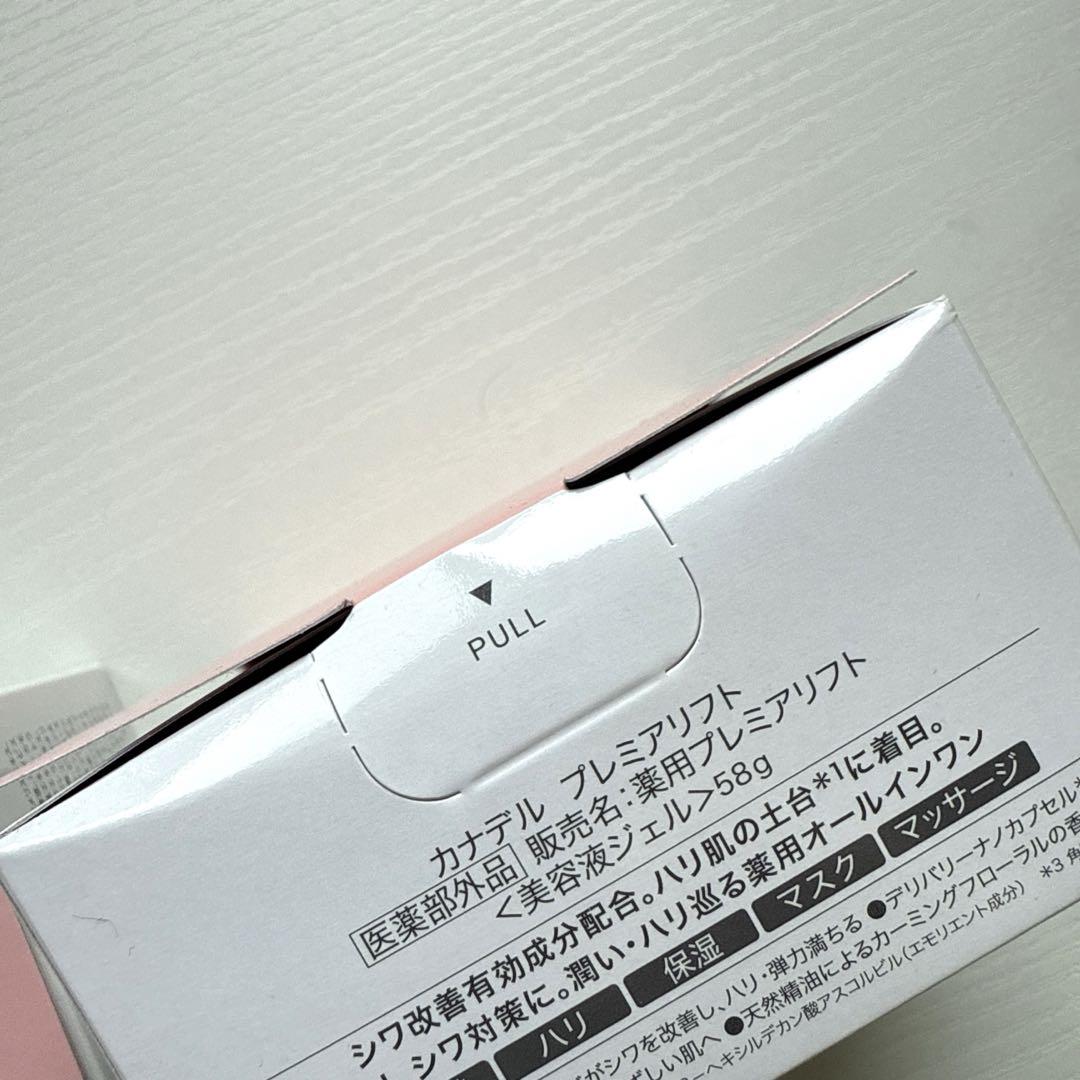 ▼
PULL
カナデル プレミアリフト
医薬部外品 販売名:薬用プレミアリフト
<美容液ジェル>58g
シワ改善有効成分配合。ハリ肌の土台*1に着目。
シワ対策に。潤い・ハリ巡る薬用オールインワン
ハリ 保湿 マスク マッサージ
がシワを改善し、ハリ・弾力満ちる ●デリバリーナノカプセル*
しい肌へ ●天然精油によるカーミングフローラルの香
ヘキシルデカン酸アスコルビル(エモリエント成分) *3 角